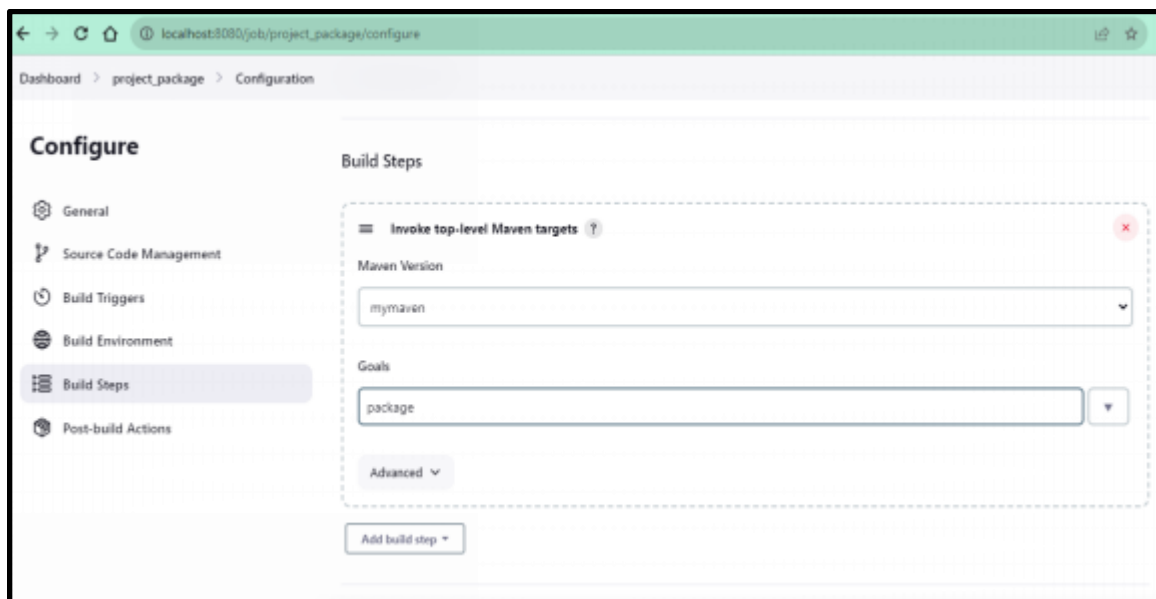 localhost:8080/job/project_package/configure
Dashboard > project_package > Configuration
Configure
General
Source Code Management
Build Triggers
Build Environment
Build Steps
Post-build Actions
Build Steps
Invoke top-level Maven targets ?
Maven Version
mymaven
Goals
package
Advanced
Add build step